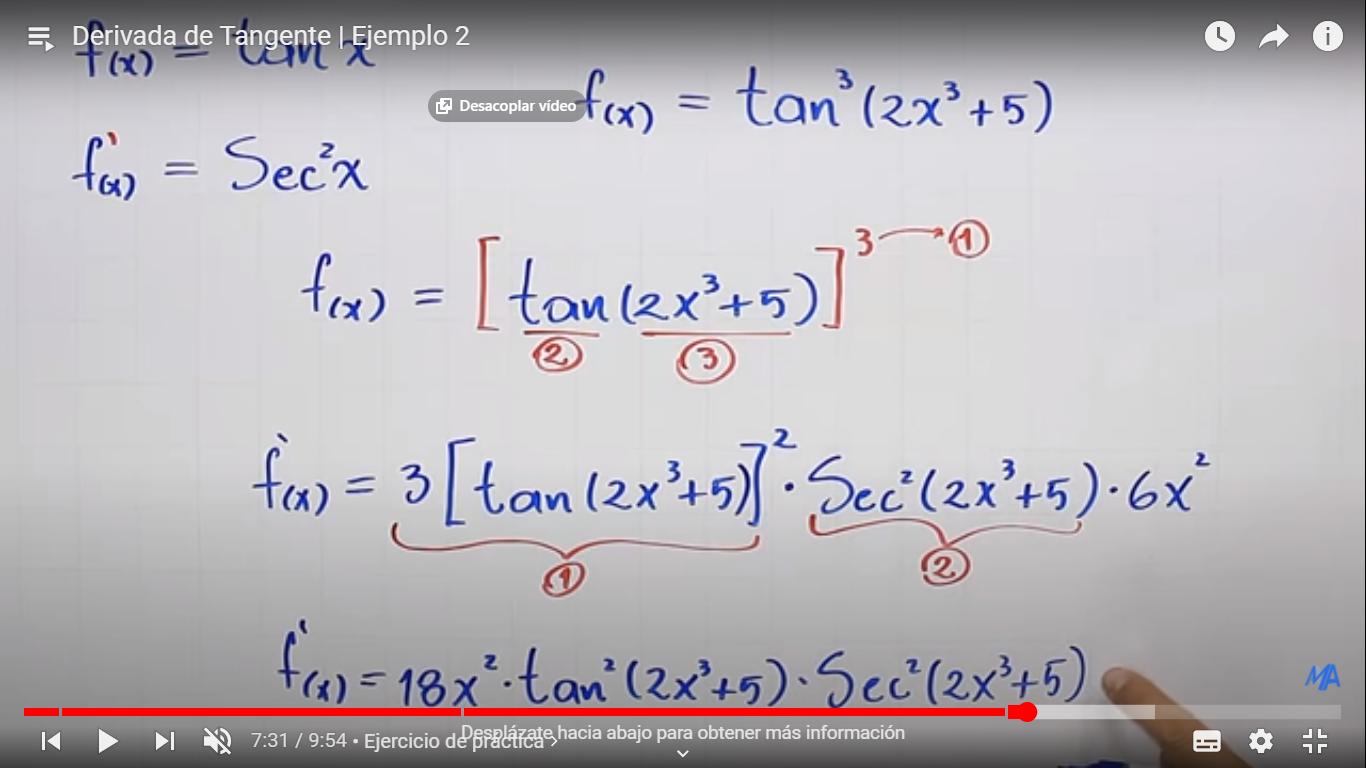 Derivada de Tangente | Ejemplo 2
f(x) = tan x
Desacoplar vídeo
f(x) = tan³(2x³+5)
f'(x) = Sec²x
f(x) = [tan(2x³+5)]³ → ①
② ③
f'(x) = 3[tan(2x³+5)]² · Sec²(2x³+5) · 6x²
① ②
f'(x) = 18x² · tan²(2x³+5) · Sec²(2x³+5)
MA
7:31 / 9:54 • Ejercicio de práctica >
Desplázate hacia abajo para obtener más información